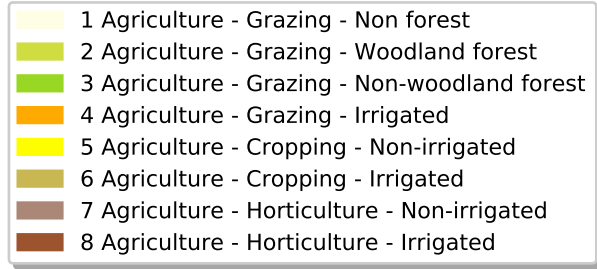 1 Agriculture - Grazing - Non forest
2 Agriculture - Grazing - Woodland forest
3 Agriculture - Grazing - Non-woodland forest
4 Agriculture - Grazing - Irrigated
5 Agriculture - Cropping - Non-irrigated
6 Agriculture - Cropping - Irrigated
7 Agriculture - Horticulture - Non-irrigated
8 Agriculture - Horticulture - Irrigated